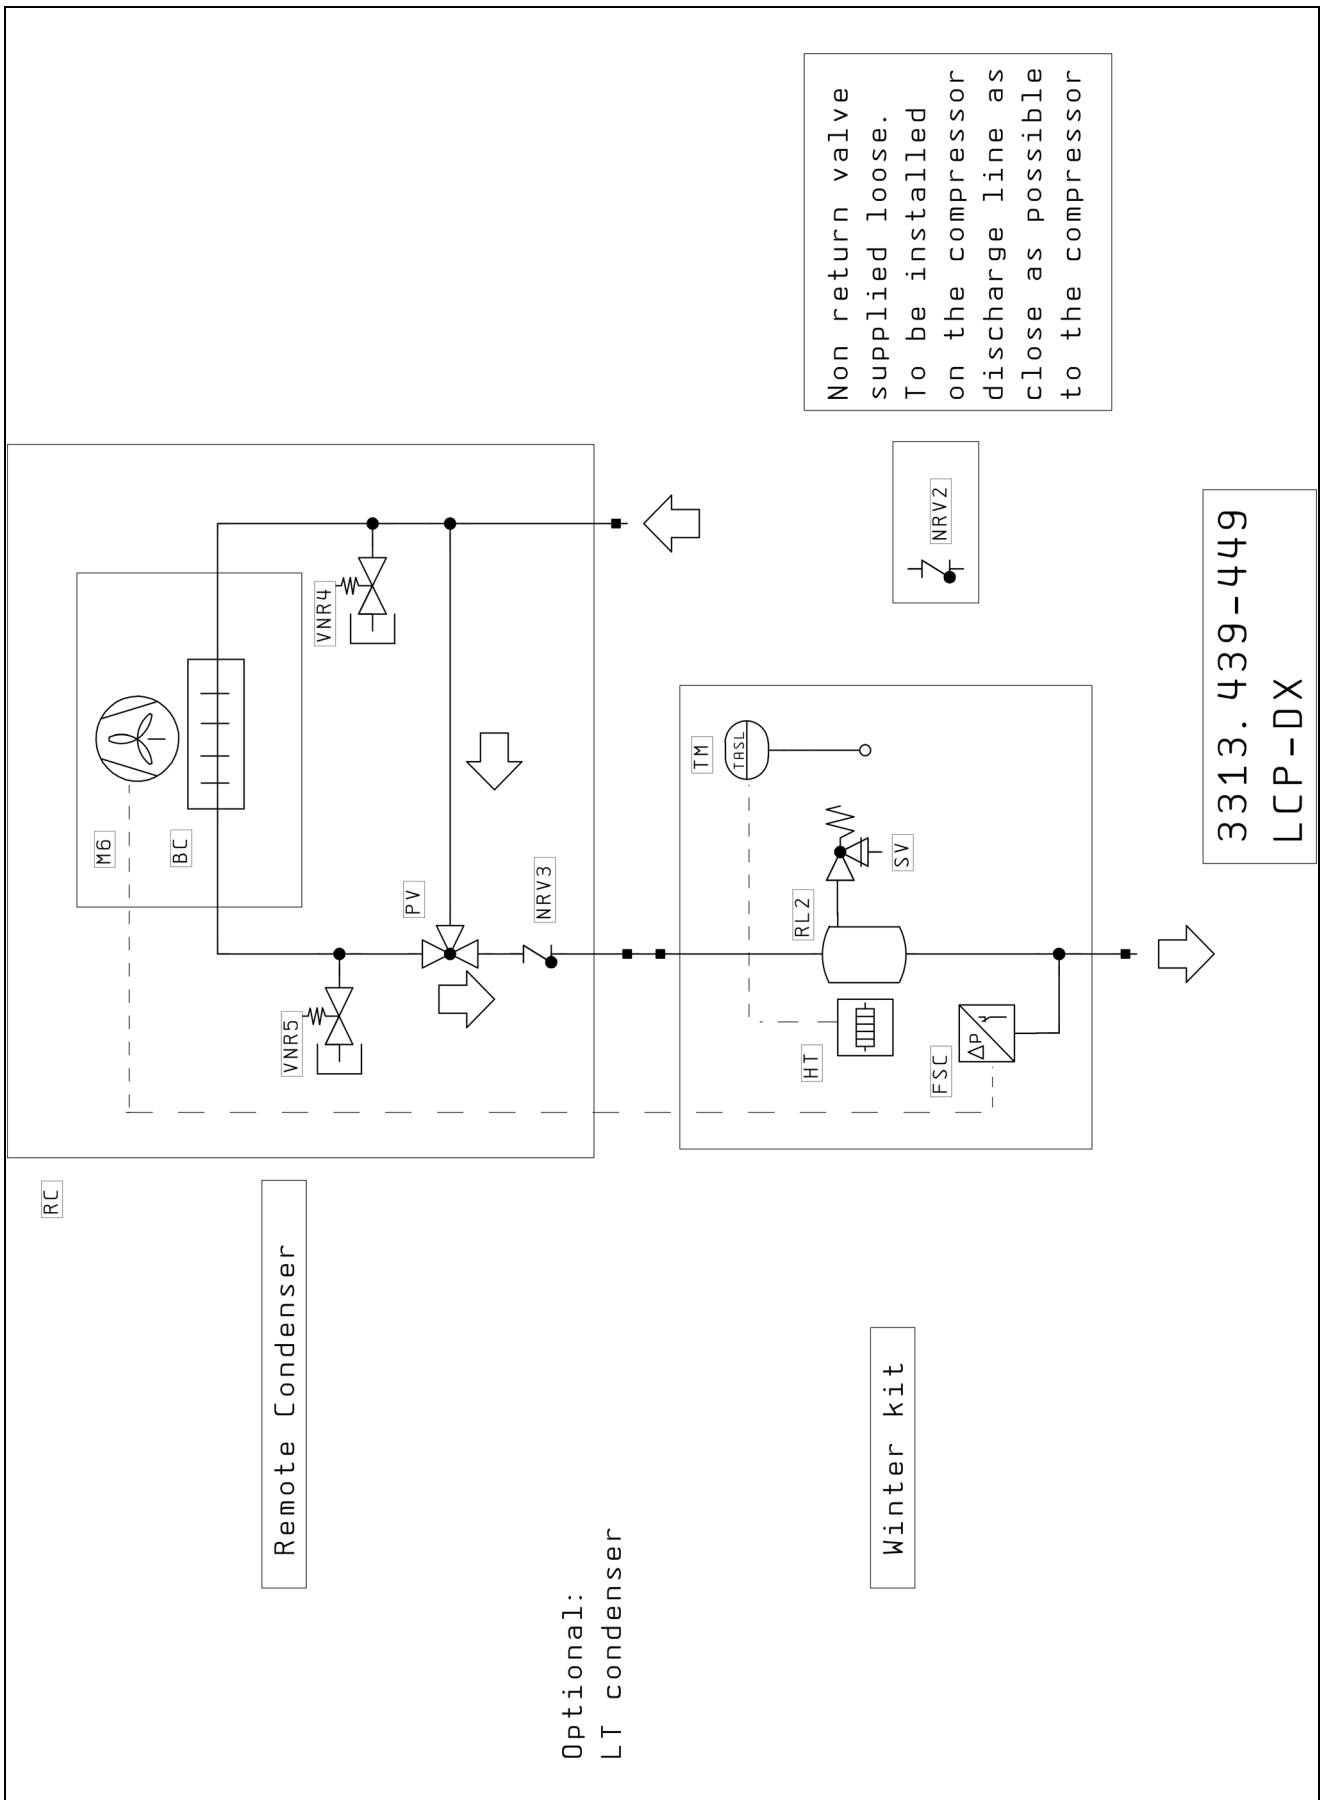 Optional:
LT condenser
Remote Condenser
RC
Winter kit
VNR5
M6
BC
PV
NRV3
VNR4
HT
FSC
RL2
SV
TM
TASL
ΔP
NRV2
Non return valve
supplied loose.
To be installed
on the compressor
discharge line as
close as possible
to the compressor
3313.439-449
LCP-DX